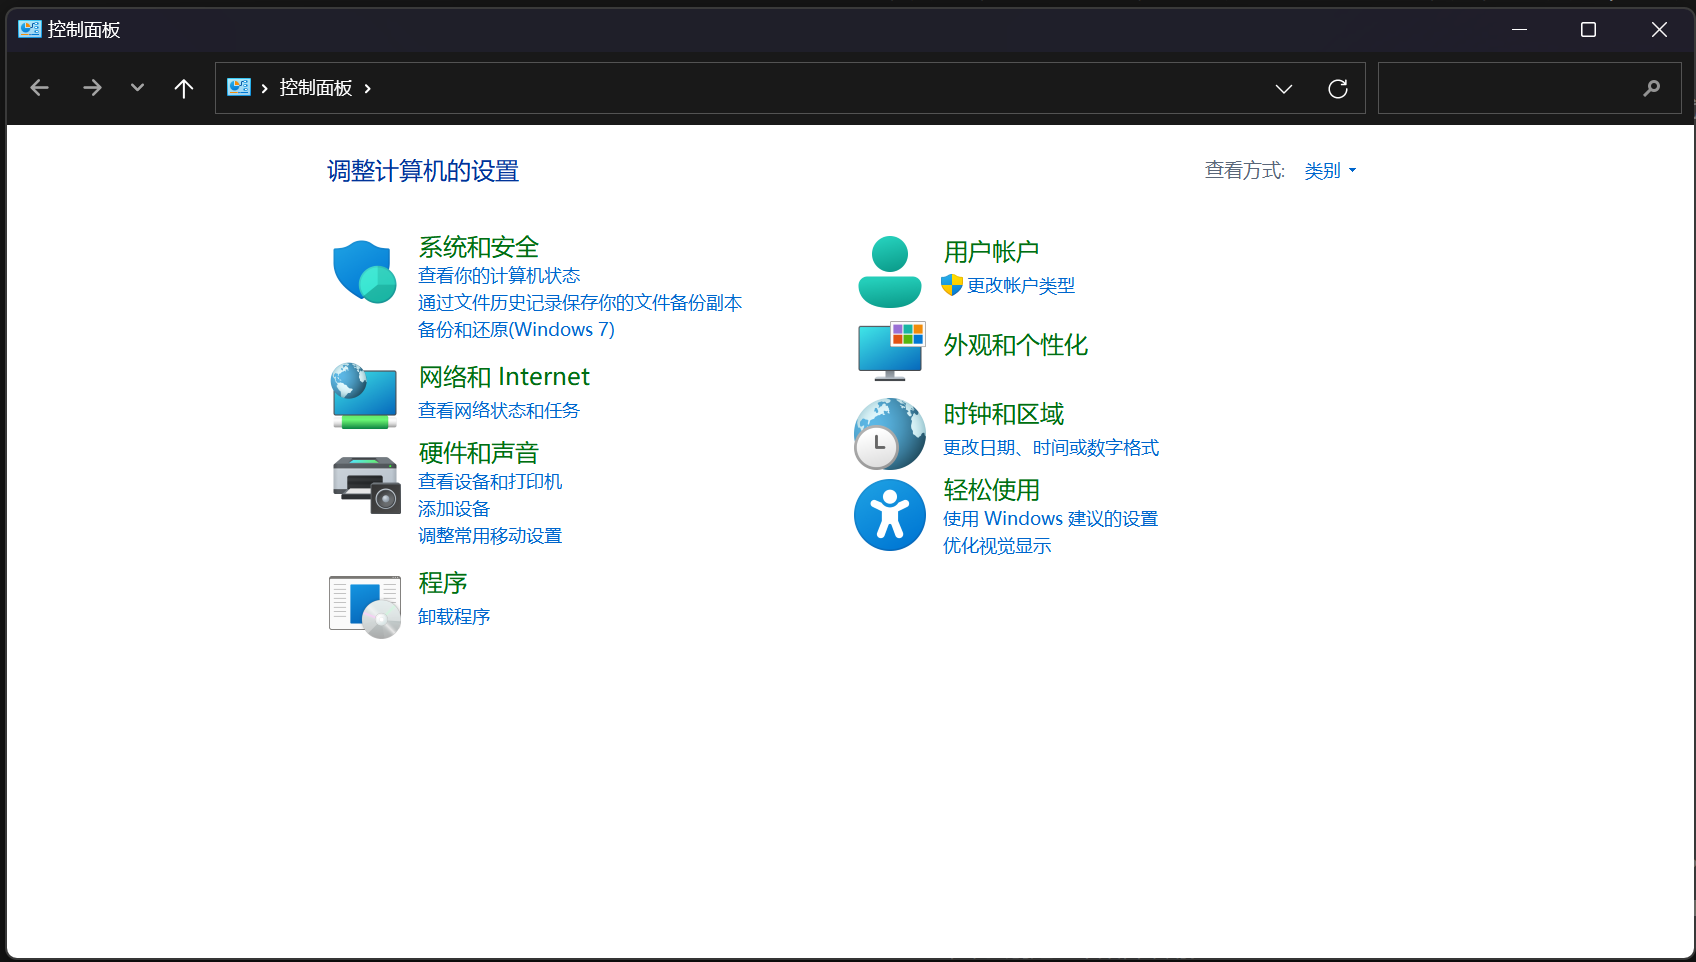 控制面板
控制面板
调整计算机的设置
查看方式: 类别
系统和安全
查看你的计算机状态
通过文件历史记录保存你的文件备份副本
备份和还原(Windows 7)
网络和 Internet
查看网络状态和任务
硬件和声音
查看设备和打印机
添加设备
调整常用移动设置
程序
卸载程序
用户帐户
更改帐户类型
外观和个性化
时钟和区域
更改日期、时间或数字格式
轻松使用
使用 Windows 建议的设置
优化视觉显示